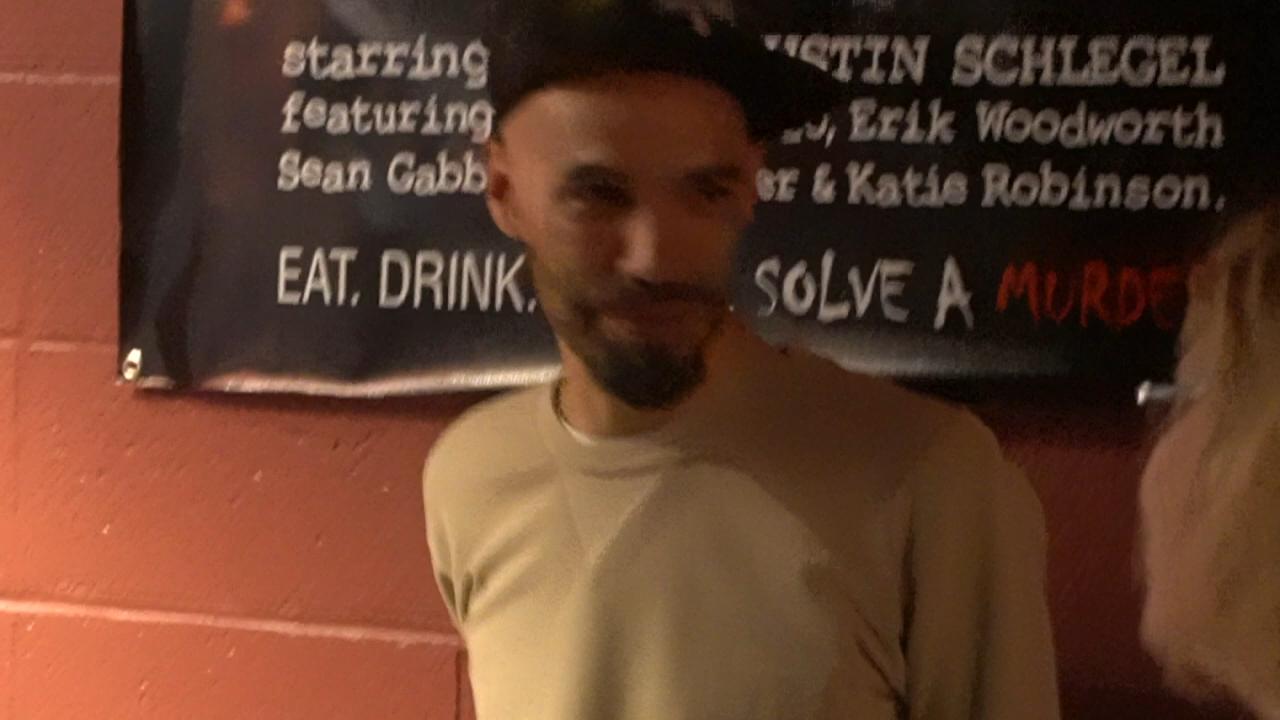 starring USTIN SCHLEGEL
featuring Erik Woodworth
Sean Gabb er & Katie Robinson.
EAT. DRINK. SOLVE A MURDE